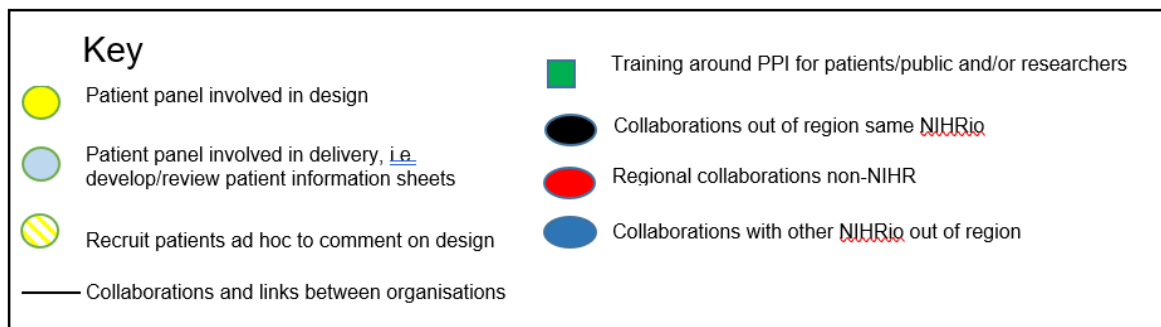 Key
Patient panel involved in design
Patient panel involved in delivery, i.e.
develop/review patient information sheets
Recruit patients ad hoc to comment on design
Collaborations and links between organisations
Training around PPI for patients/public and/or researchers
Collaborations out of region same NIHRio
Regional collaborations non-NIHR
Collaborations with other NIHRio out of region